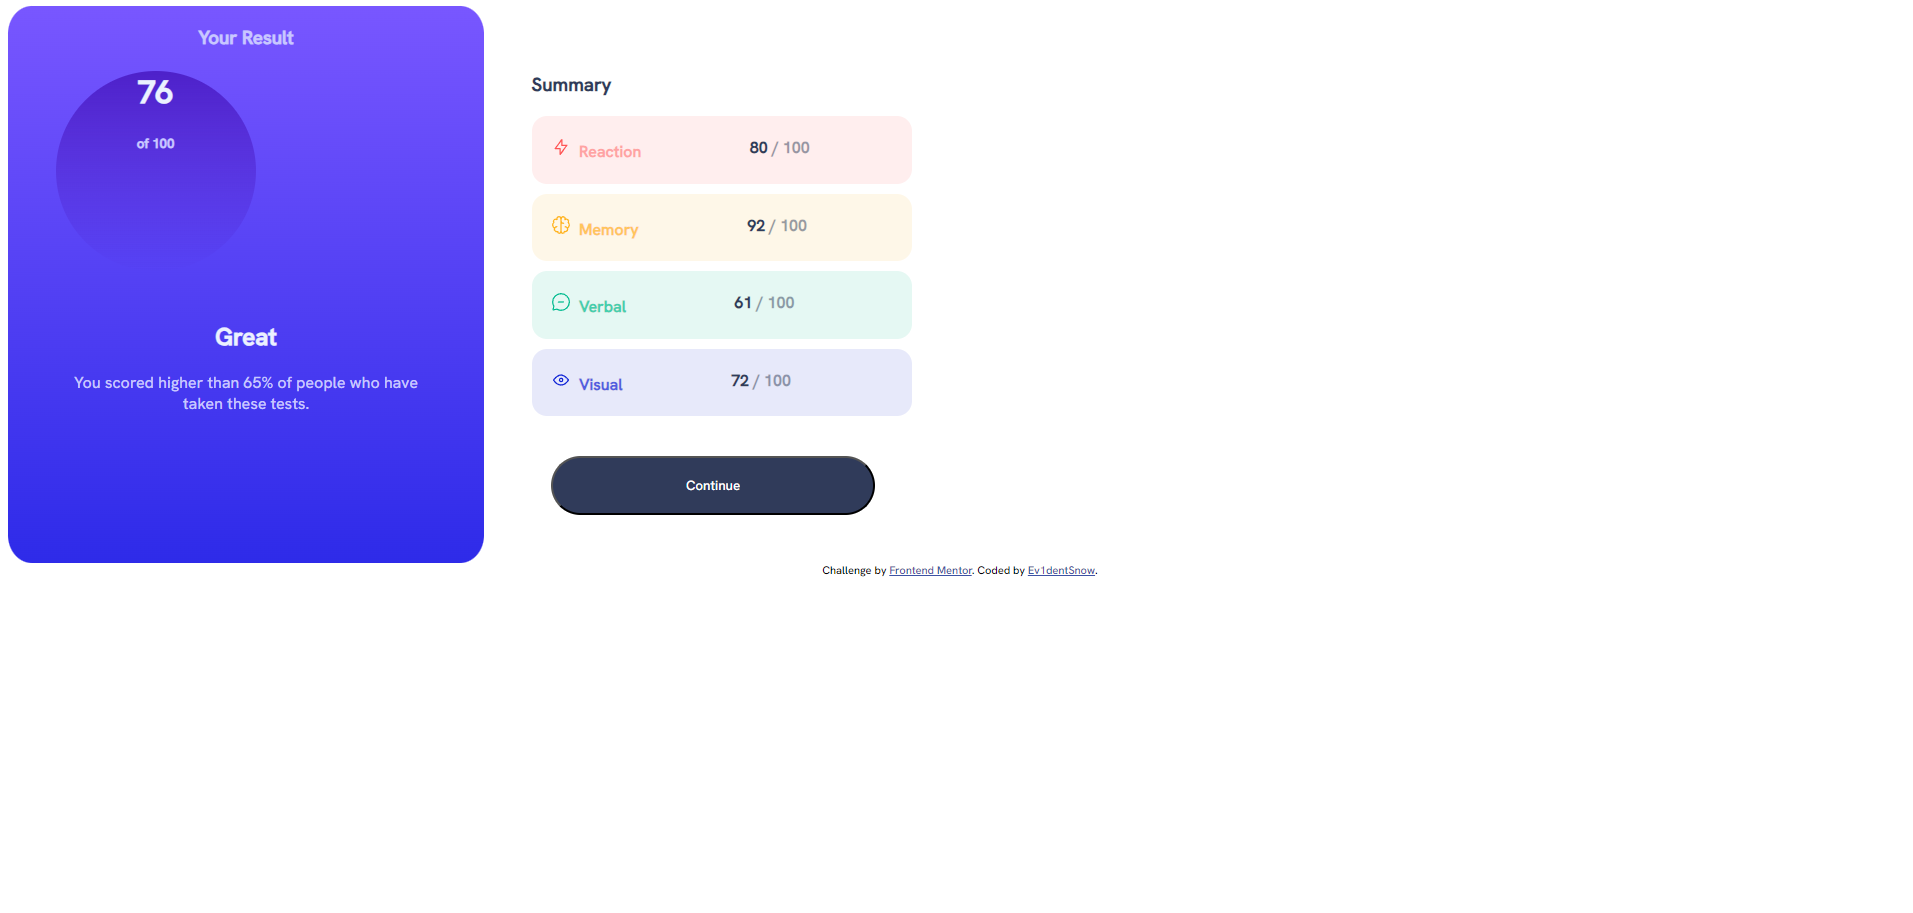 Your Result
76
of 100
Great
You scored higher than 65% of people who have
taken these tests.
Summary
Reaction 80 / 100
Memory 92 / 100
Verbal 61 / 100
Visual 72 / 100
Continue
Challenge by Frontend Mentor. Coded by Ev1dentSnow.